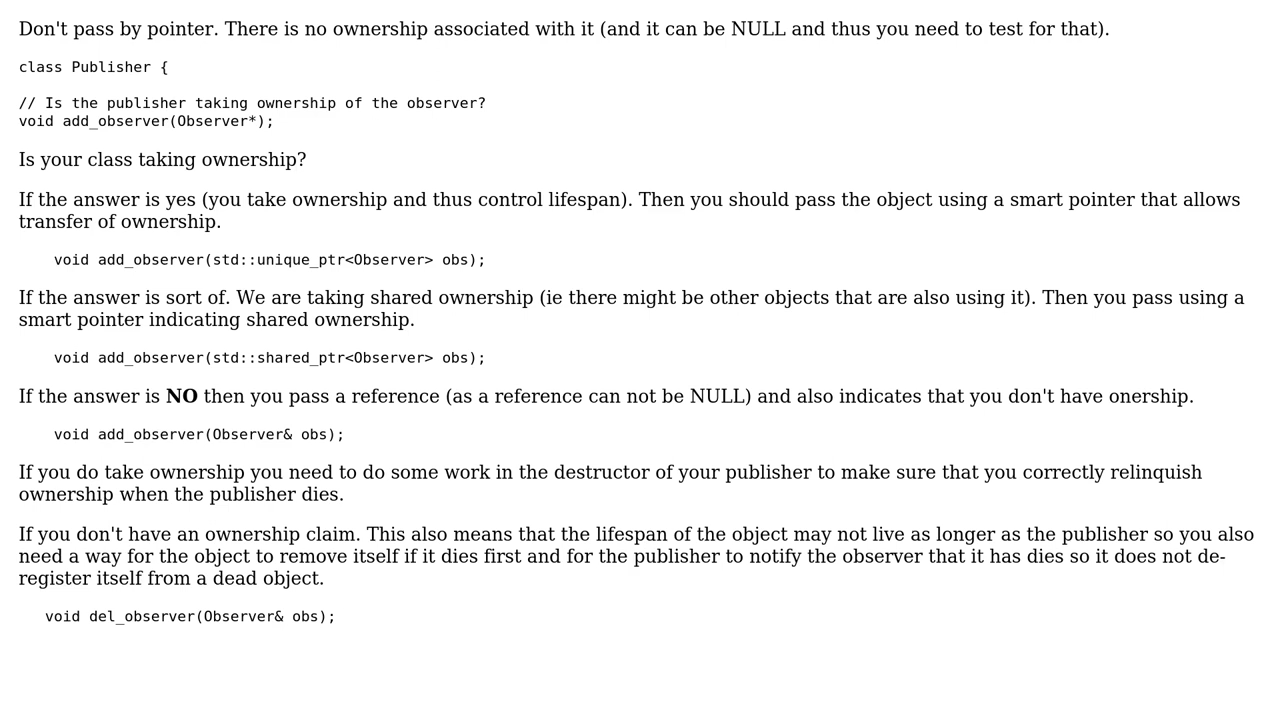 Don't pass by pointer. There is no ownership associated with it (and it can be NULL and thus you need to test for that).
class Publisher {
// Is the publisher taking ownership of the observer?
void add_observer(Observer*);
Is your class taking ownership?
If the answer is yes (you take ownership and thus control lifespan). Then you should pass the object using a smart pointer that allows
transfer of ownership.
void add_observer(std::unique_ptr<Observer> obs);
If the answer is sort of. We are taking shared ownership (ie there might be other objects that are also using it). Then you pass using a
smart pointer indicating shared ownership.
void add_observer(std::shared_ptr<Observer> obs);
If the answer is NO then you pass a reference (as a reference can not be NULL) and also indicates that you don't have onership.
void add_observer(Observer& obs);
If you do take ownership you need to do some work in the destructor of your publisher to make sure that you correctly relinquish
ownership when the publisher dies.
If you don't have an ownership claim. This also means that the lifespan of the object may not live as longer as the publisher so you also
need a way for the object to remove itself if it dies first and for the publisher to notify the observer that it has dies so it does not de-
register itself from a dead object.
void del_observer(Observer& obs);